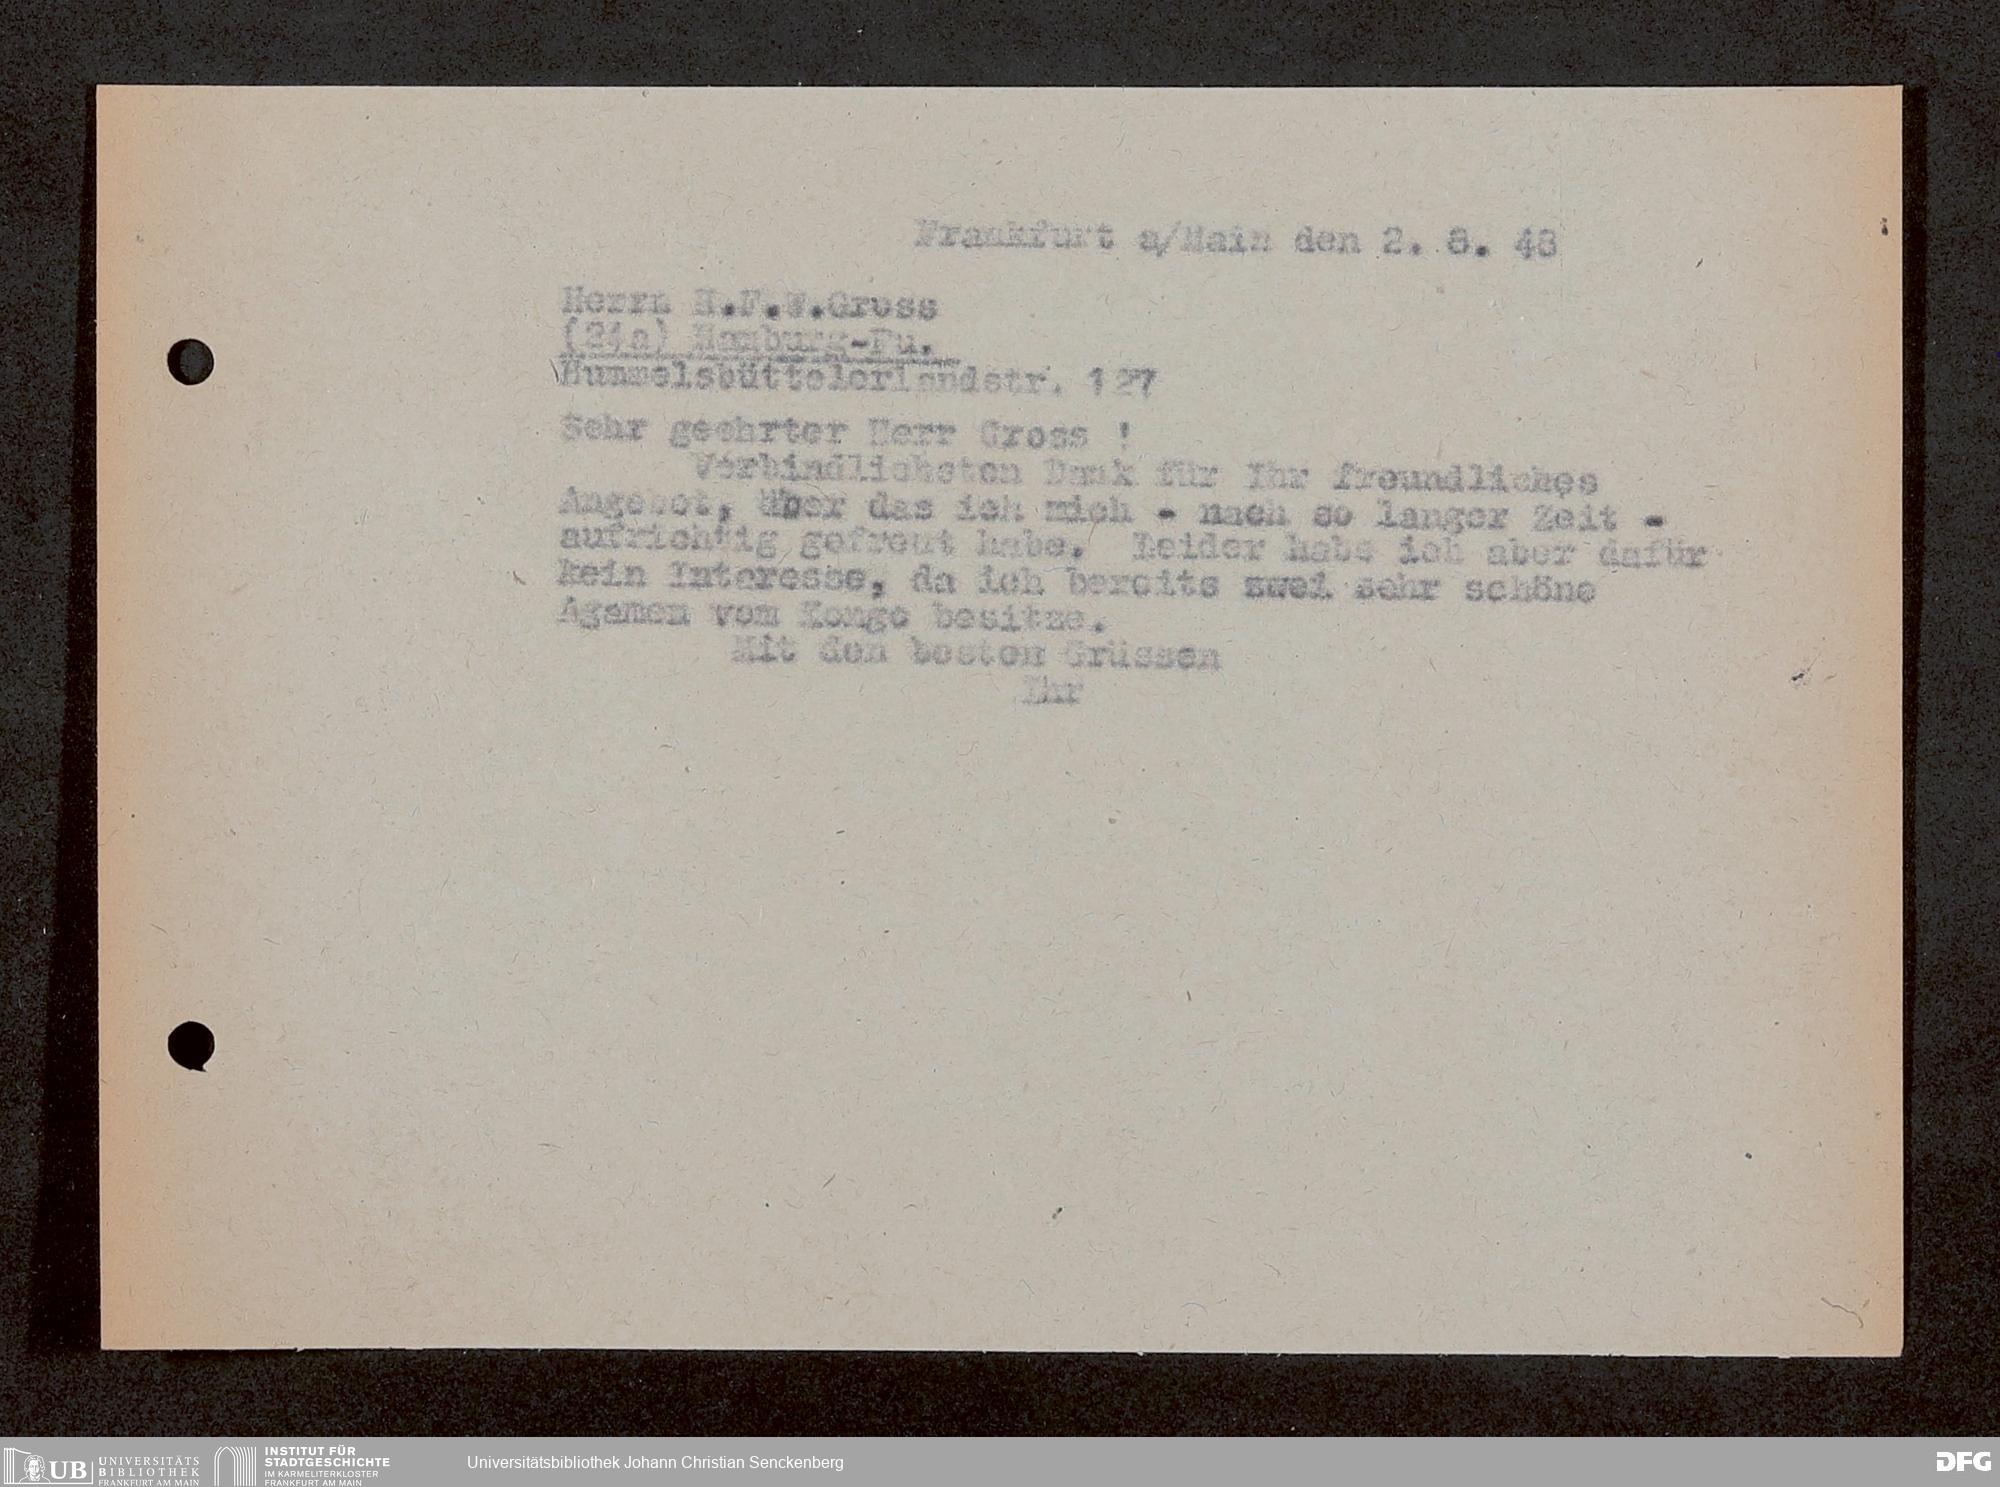 Frankfurt a/Main den 2. 8. 48
Herrn H.F.W.Gross
(24a) Hamburg-Fu.
Hummelsbüttelerlandstr. 127
Sehr geehrter Herr Gross !
Verbindlichsten Dank für Ihr freundliches
Angebot, über das ich mich - nach so langer Zeit -
aufrichtig gefreut habe. Leider habe ich aber dafür
kein Interesse, da ich bereits zwei sehr schöne
Agamen vom Kongo besitze.
Mit den besten Grüssen
Ihr
UB UNIVERSITÄTS
BIBLIOTHEK
FRANKFURT AM MAIN
INSTITUT FÜR
STADTGESCHICHTE
IM KARMELITERKLOSTER
FRANKFURT AM MAIN
Universitätsbibliothek Johann Christian Senckenberg
DFG